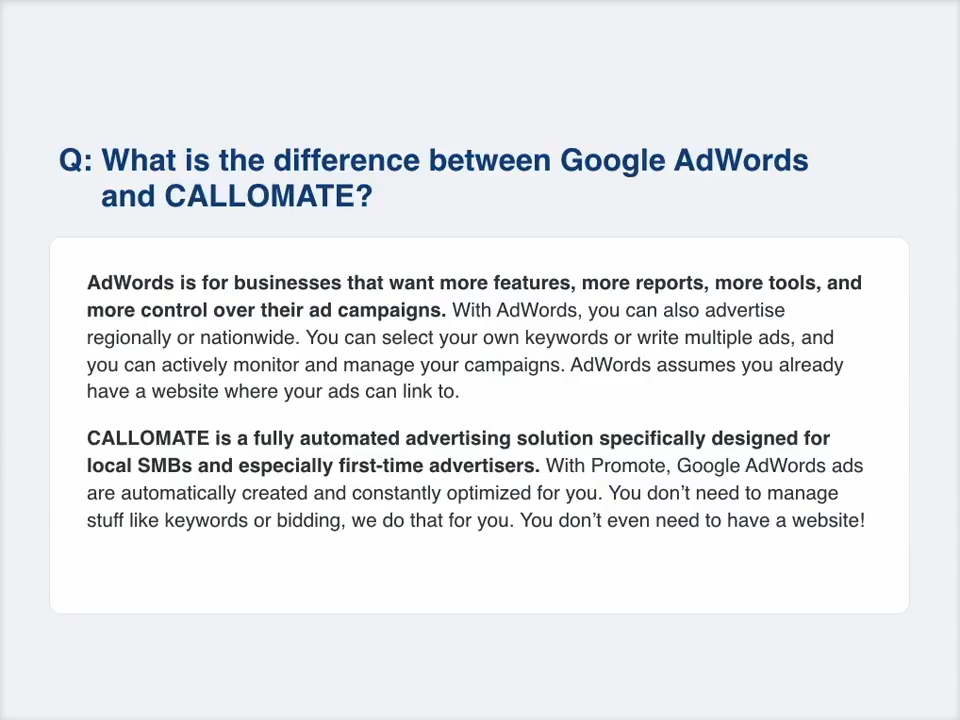 Q: What is the difference between Google AdWords
and CALLOMATE?
AdWords is for businesses that want more features, more reports, more tools, and
more control over their ad campaigns. With AdWords, you can also advertise
regionally or nationwide. You can select your own keywords or write multiple ads, and
you can actively monitor and manage your campaigns. AdWords assumes you already
have a website where your ads can link to.
CALLOMATE is a fully automated advertising solution specifically designed for
local SMBs and especially first-time advertisers. With Promote, Google AdWords ads
are automatically created and constantly optimized for you. You don’t need to manage
stuff like keywords or bidding, we do that for you. You don’t even need to have a website!